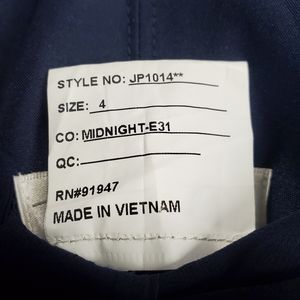 STYLE NO: JP1014**
SIZE: 4
CO: MIDNIGHT-E31
QC:
RN#91947
MADE IN VIETNAM